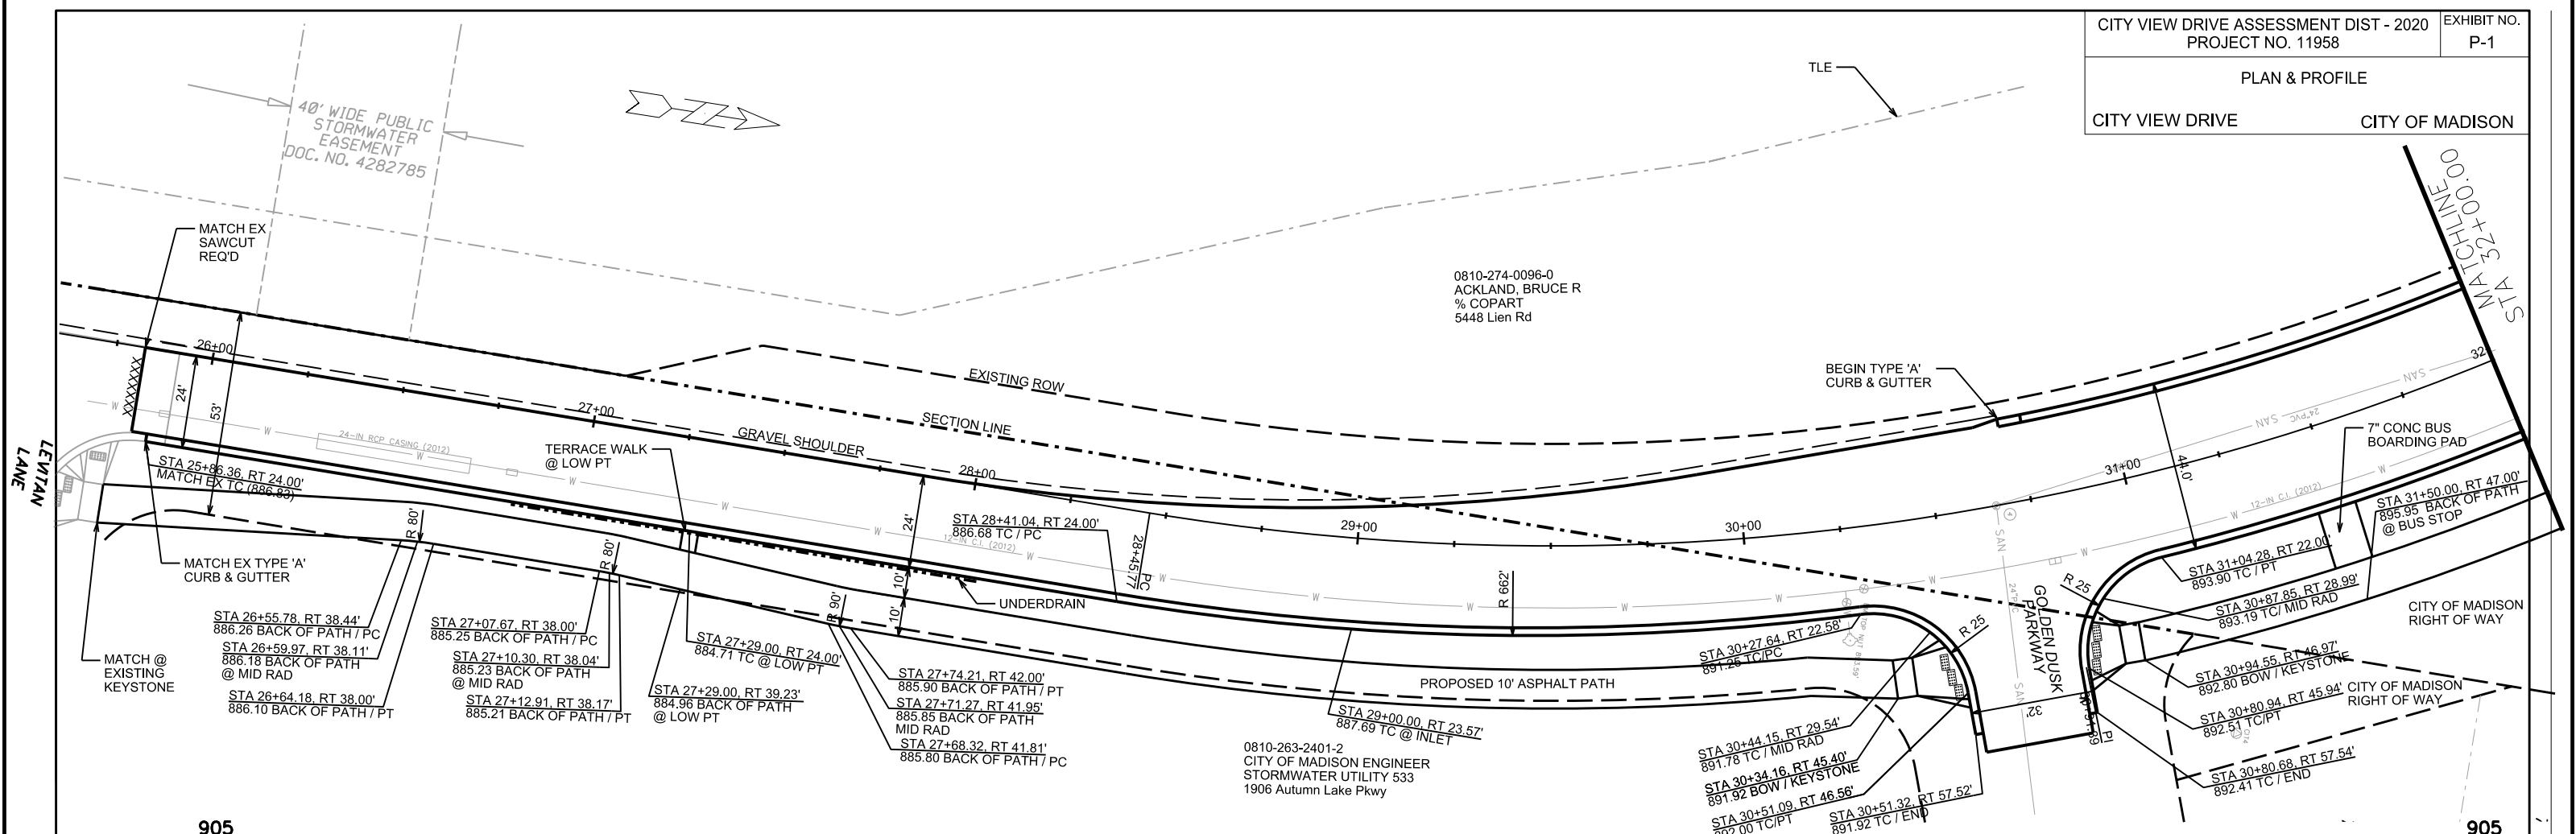 CITY VIEW DRIVE ASSESSMENT DIST - 2020
PROJECT NO. 11958
EXHIBIT NO.
P-1
PLAN & PROFILE
CITY VIEW DRIVE
CITY OF MADISON
TLE
MATCHLINE
STA 32+00.00
40' WIDE PUBLIC
STORMWATER
EASEMENT
DOC. NO. 4282785
MATCH EX
SAWCUT
REQ'D
0810-274-0096-0
ACKLAND, BRUCE R
% COPART
5448 Lien Rd
26+00
XXXXXXX
24'
53'
EXISTING ROW
SECTION LINE
BEGIN TYPE 'A'
CURB & GUTTER
32
27+00
GRAVEL SHOULDER
24-IN RCP CASING (2012)
TERRACE WALK
@ LOW PT
28+00
24'
12-IN C.I. (2012)
29+00
30+00
31+00
44.0'
SAN
24"PVC
SAN
12-IN C.I. (2012)
7" CONC BUS
BOARDING PAD
LEVITAN
LANE
STA 25+86.36, RT 24.00'
MATCH EX TC (886.83)
STA 28+41.04, RT 24.00'
886.68 TC / PC
28+45.77
PC
STA 31+50.00, RT 47.00'
895.95 BACK OF PATH
@ BUS STOP
R 80'
R 80'
R 90'
10'
10'
R 662'
UNDERDRAIN
MATCH EX TYPE 'A'
CURB & GUTTER
STA 31+04.28, RT 22.00'
893.90 TC / PT
R 25
STA 30+87.85, RT 28.99'
893.19 TC/ MID RAD
CITY OF MADISON
RIGHT OF WAY
STA 26+55.78, RT 38.44'
886.26 BACK OF PATH / PC
STA 26+59.97, RT 38.11'
886.18 BACK OF PATH
@ MID RAD
STA 26+64.18, RT 38.00'
886.10 BACK OF PATH / PT
STA 27+07.67, RT 38.00'
885.25 BACK OF PATH / PC
STA 27+10.30, RT 38.04'
885.23 BACK OF PATH
@ MID RAD
STA 27+12.91, RT 38.17'
885.21 BACK OF PATH / PT
STA 27+29.00, RT 24.00'
884.71 TC @ LOW PT
STA 27+29.00, RT 39.23'
884.96 BACK OF PATH
@ LOW PT
STA 27+74.21, RT 42.00'
885.90 BACK OF PATH / PT
STA 27+71.27, RT 41.95'
885.85 BACK OF PATH
MID RAD
STA 27+68.32, RT 41.81'
885.80 BACK OF PATH / PC
MATCH @
EXISTING
KEYSTONE
PROPOSED 10' ASPHALT PATH
STA 29+00.00, RT 23.57'
887.69 TC @ INLET
0810-263-2401-2
CITY OF MADISON ENGINEER
STORMWATER UTILITY 533
1906 Autumn Lake Pkwy
STA 30+27.64, RT 22.58'
891.26 TC/PC
R 25
GOLDEN DUSK
PARKWAY
SAN
SAN
32'
PI
STA 30+94.55, RT 46.97'
892.80 BOW / KEYSTONE
STA 30+80.94, RT 45.94'
892.51 TC/PT
CITY OF MADISON
RIGHT OF WAY
STA 30+80.68, RT 57.54'
892.41 TC / END
STA 30+44.15, RT 29.54'
891.78 TC / MID RAD
STA 30+34.16, RT 45.40'
891.92 BOW / KEYSTONE
STA 30+51.09, RT 46.56'
892.00 TC/PT
STA 30+51.32, RT 57.52'
891.92 TC / END
905
905